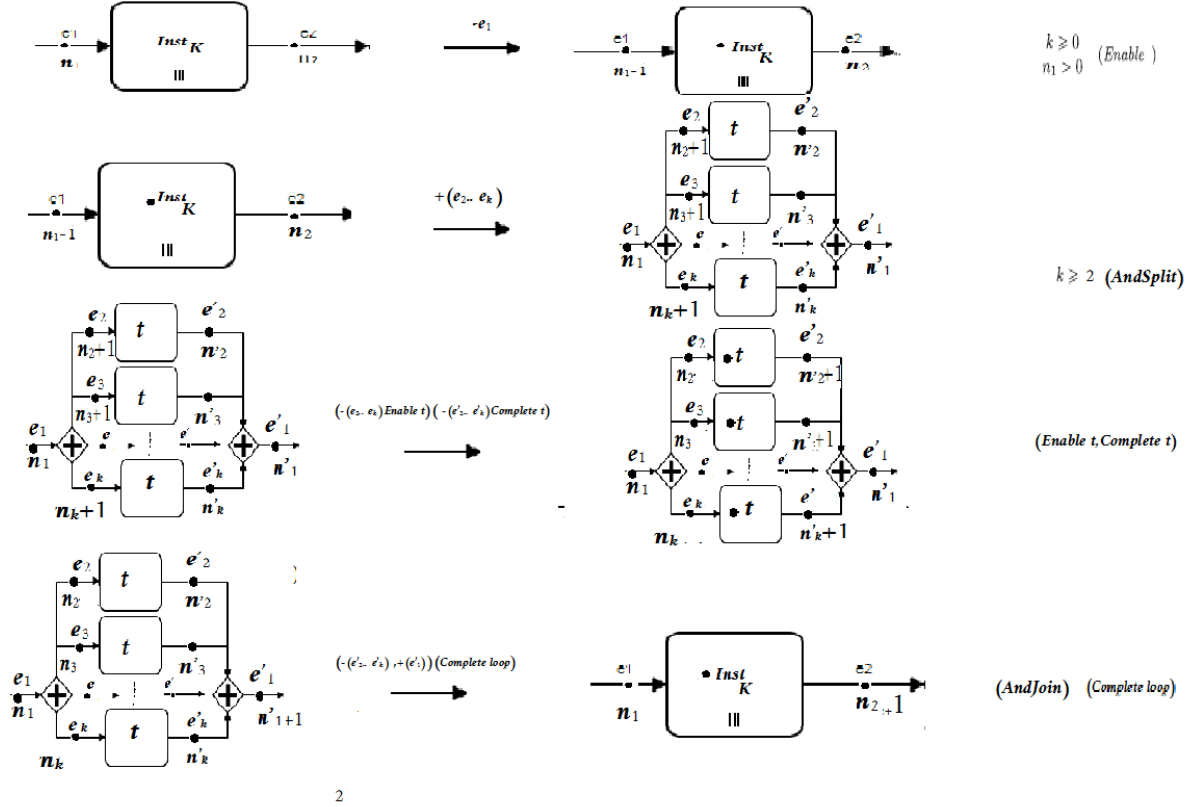 e1 Inst K e2 -e₁ e1 Inst K e2 k ⩾ 0
n₁-1 n₂ n₁ > 0 (Enable )
III III
e₂ t e'₂
n₂+1 n'₂
e1 Inst K e2 +(e₂.. eₖ) e₃ t n'₃
n₁-1 n₂ n₃+1
III e₁ e e' e'₁
n₁ n'₁
eₖ t e'ₖ k ⩾ 2 (AndSplit)
nₖ+1 n'ₖ
e₂ t e'₂ e₂ t e'₂
n₂+1 n'₂ n₂ n'₂+1
e₃ t n'₃ (-(e₂.. eₖ)Enable t)(-(e'₂.. e'ₖ)Complete t) e₃ t (Enable t,Complete t)
n₃+1 n₃
e₁ e e' e'₁ e₁ e e' e'₁
n₁ n'₁ n₁ n'₁
eₖ t e'ₖ eₖ t e'
nₖ+1 n'ₖ nₖ n'ₖ+1
e₂ t e'₂
n₂ n'₂
e₃ t n'₃ (-(e'₂.. e'ₖ) ,+(e'₁))(Complete loop) e1 Inst K e2 (AndJoin) (Complete loop)
n₃ n₁ III
e₁ e e' e'₁
n₁ n'₁+1
eₖ t e'ₖ
nₖ n'ₖ
2